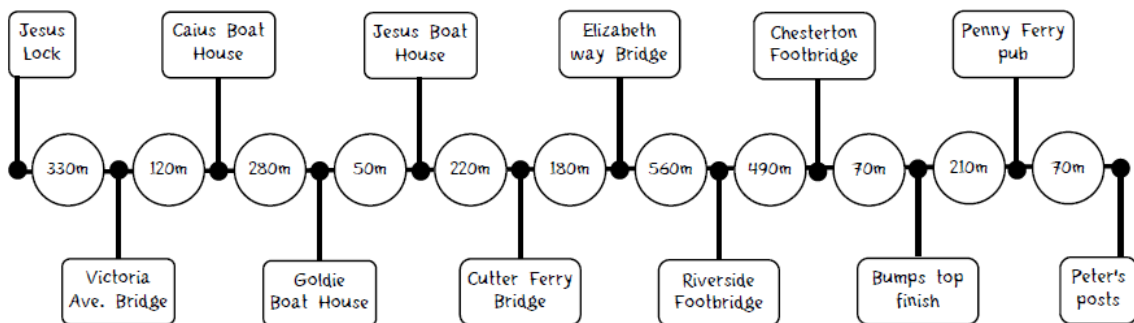 Jesus
Lock
Caius Boat
House
Jesus Boat
House
Elizabeth
way Bridge
Chesterton
Footbridge
Penny Ferry
pub
330m
120m
280m
50m
220m
180m
560m
490m
70m
210m
70m
Victoria
Ave. Bridge
Goldie
Boat House
Cutter Ferry
Bridge
Riverside
Footbridge
Bumps top
finish
Peter's
posts